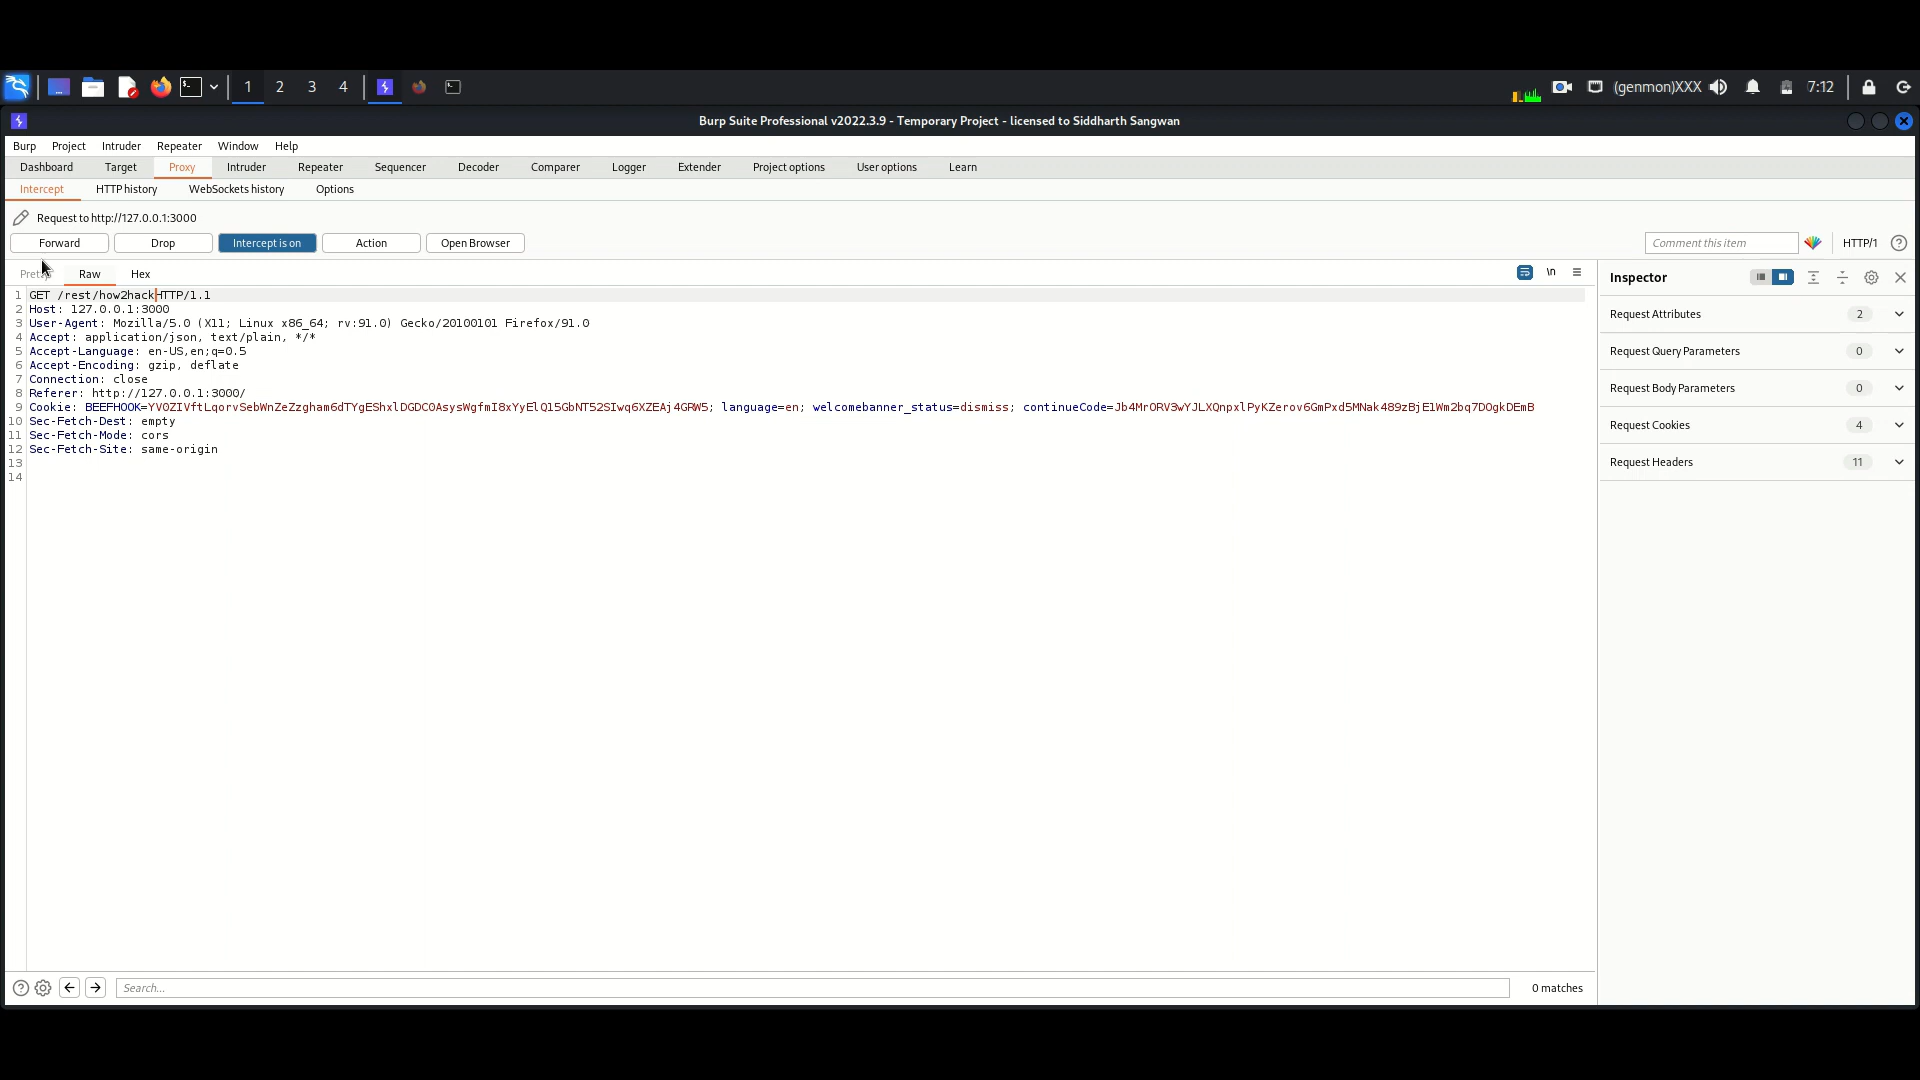 1 2 3 4 (genmon)XXX 7:12
Burp Suite Professional v2022.3.9 - Temporary Project - licensed to Siddharth Sangwan
Burp Project Intruder Repeater Window Help
Dashboard Target Proxy Intruder Repeater Sequencer Decoder Comparer Logger Extender Project options User options Learn
Intercept HTTP history WebSockets history Options
Request to http://127.0.0.1:3000
Forward Drop Intercept is on Action Open Browser Comment this item HTTP/1
Raw Hex \n
1 GET /rest/how2hack HTTP/1.1
2 Host: 127.0.0.1:3000
3 User-Agent: Mozilla/5.0 (X11; Linux x86_64; rv:91.0) Gecko/20100101 Firefox/91.0
4 Accept: application/json, text/plain, */*
5 Accept-Language: en-US,en;q=0.5
6 Accept-Encoding: gzip, deflate
7 Connection: close
8 Referer: http://127.0.0.1:3000/
9 Cookie: BEEFHOOK=YVOZIVftLqorvSebWnZeZzgham6dTYgEShxlDGDC0AsysWgfmI8xYyElQ15GbNT52SIwq6XZEAj4GRW5; language=en; welcomebanner_status=dismiss; continueCode=Jb4MrORV3wYJLXQnpxlPyKZerov6GmPxd5MNak489zBjE1Wm2bq7DOgkDEmB
10 Sec-Fetch-Dest: empty
11 Sec-Fetch-Mode: cors
12 Sec-Fetch-Site: same-origin
13
14
Inspector
Request Attributes 2
Request Query Parameters 0
Request Body Parameters 0
Request Cookies 4
Request Headers 11
Search... 0 matches